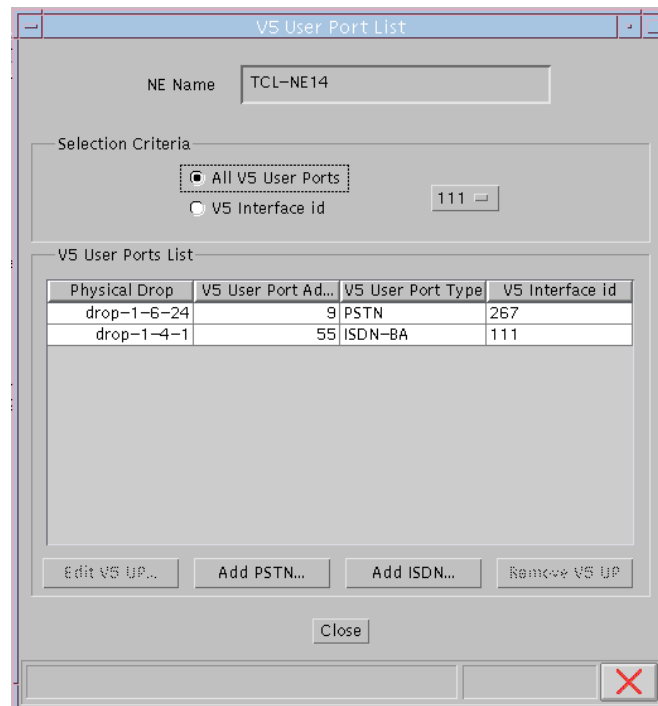 V5 User Port List
NE Name TCL-NE14
Selection Criteria
All V5 User Ports
V5 Interface id
111
V5 User Ports List
Physical Drop V5 User Port Ad... V5 User Port Type V5 Interface id
drop-1-6-24 9 PSTN 267
drop-1-4-1 55 ISDN-BA 111
Edit V5 UP... Add PSTN... Add ISDN... Remove V5 UP
Close